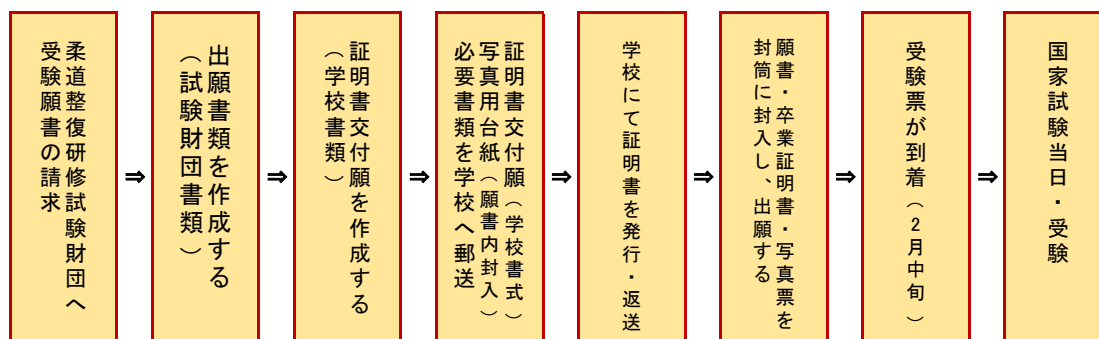 柔道整復研修試験財団へ
受験願書の請求
⇒
出願書類を作成する
（試験財団書類）
⇒
証明書交付願を作成する
（学校書類）
⇒
証明書交付願（学校書式）
写真用台紙（願書内封入）
必要書類を学校へ郵送
⇒
学校にて証明書を発行・返送
⇒
願書・卒業証明書・写真票を
封筒に封入し、出願する
⇒
受験票が到着（2月中旬）
⇒
国家試験当日・受験